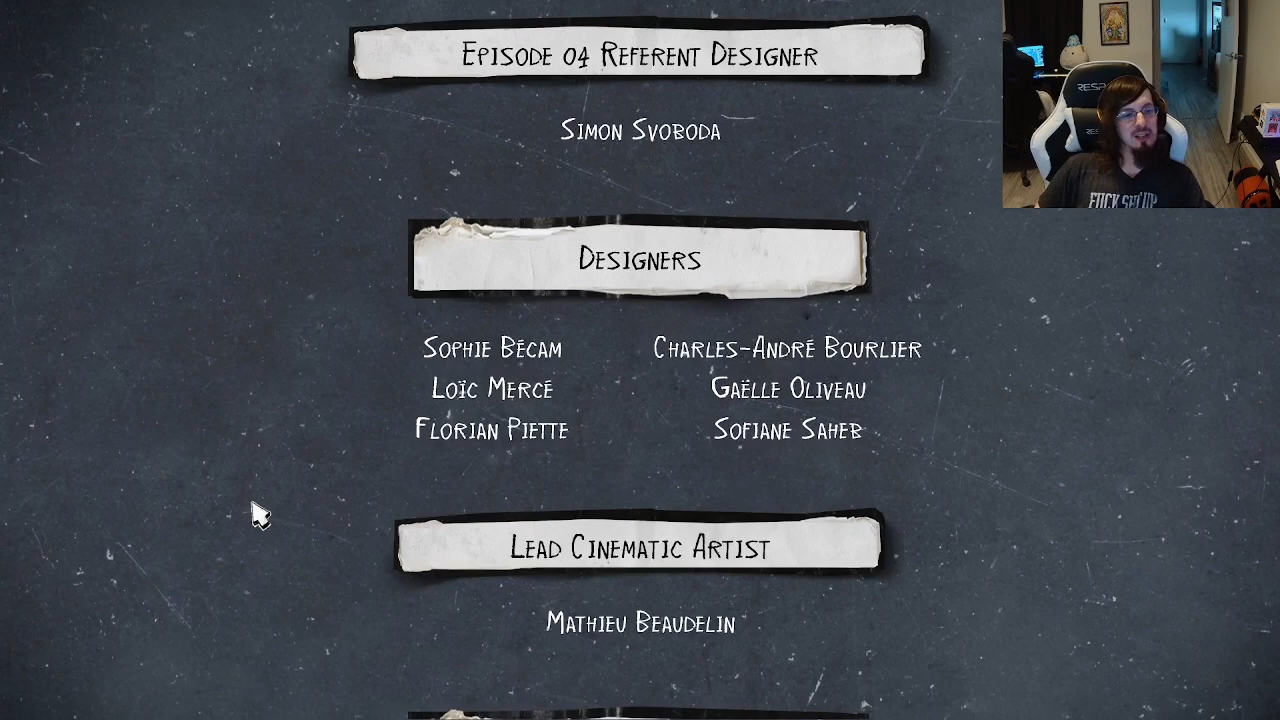 Episode 04 Referent Designer
Simon Svoboda
Designers
Sophie Bécam
Charles-André Bourlier
Loïc Mercé
Gaëlle Oliveau
Florian Piette
Sofiane Saheb
Lead Cinematic Artist
Mathieu Beaudelin